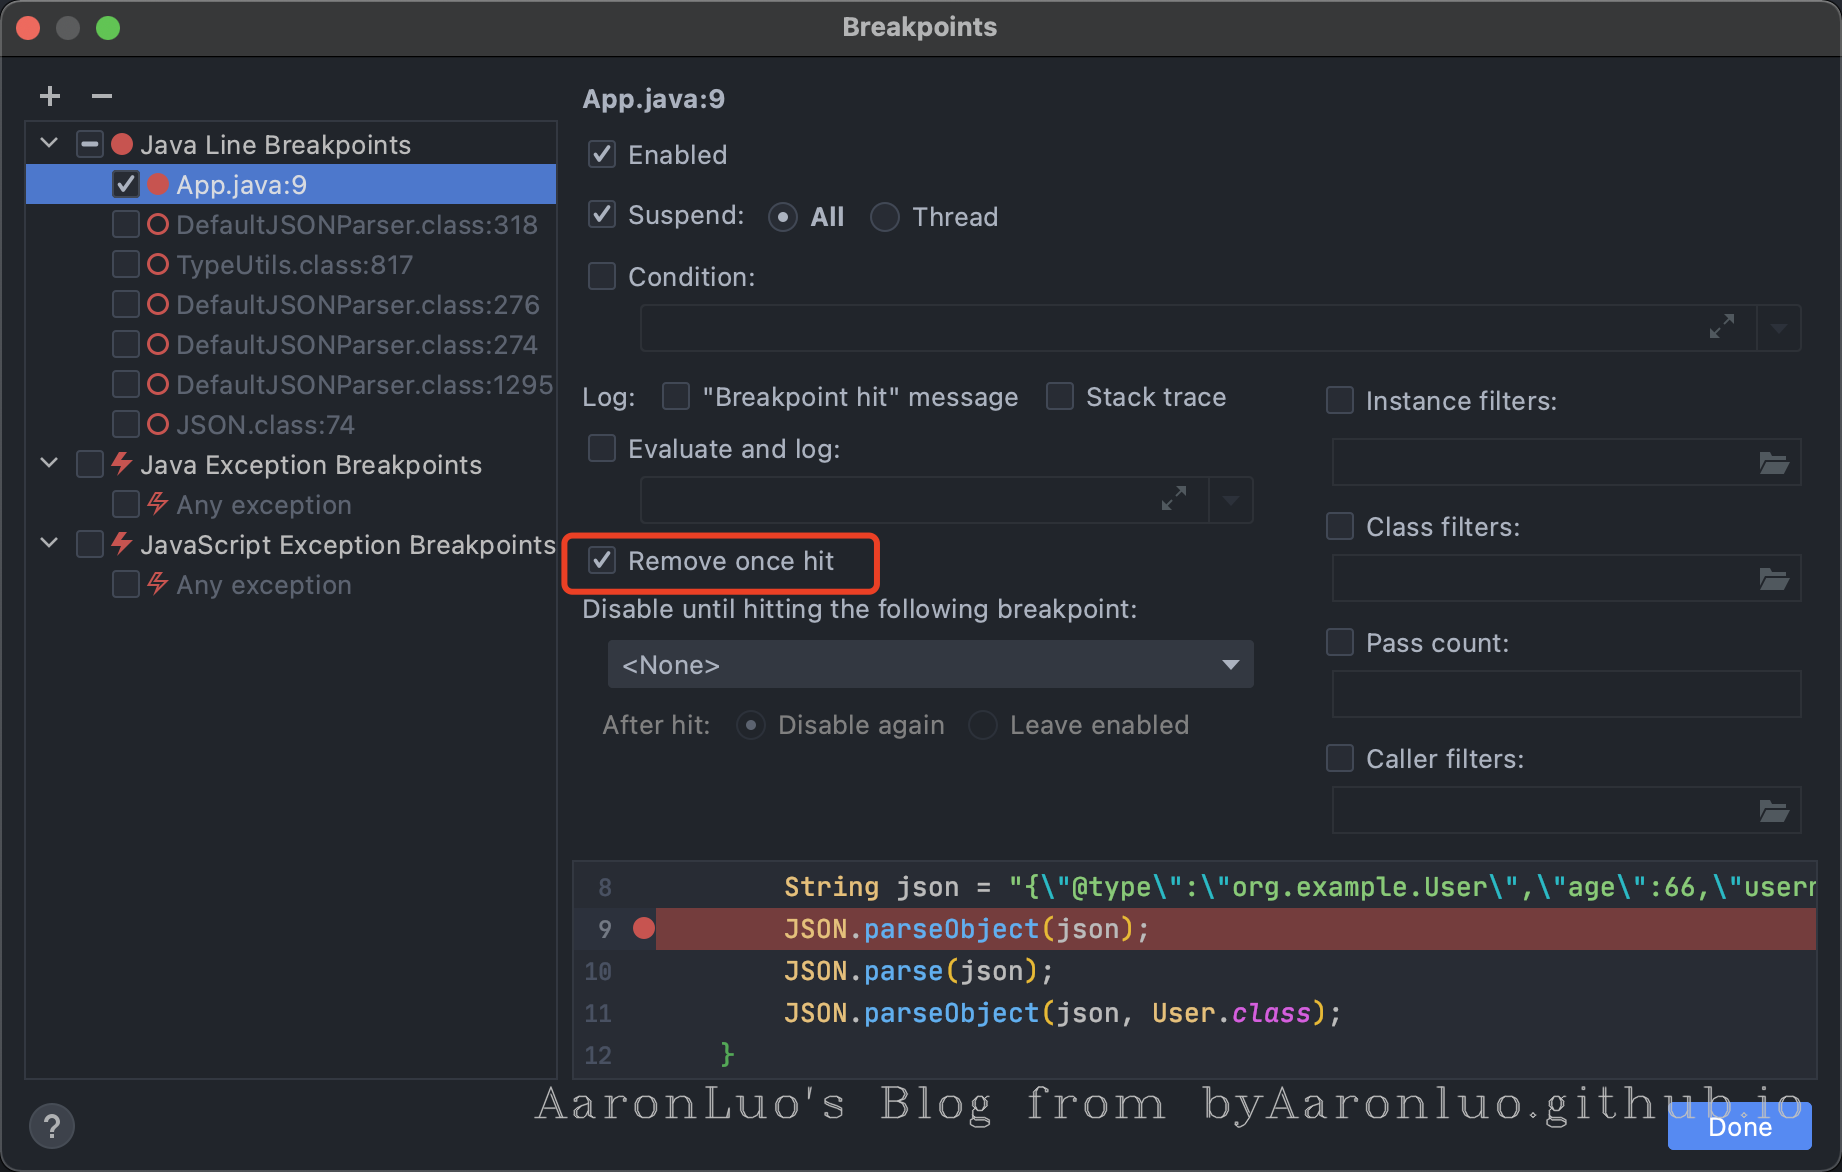 Breakpoints
App.java:9
Java Line Breakpoints
App.java:9
DefaultJSONParser.class:318
TypeUtils.class:817
DefaultJSONParser.class:276
DefaultJSONParser.class:274
DefaultJSONParser.class:1295
JSON.class:74
Java Exception Breakpoints
Any exception
JavaScript Exception Breakpoints
Any exception
Enabled
Suspend: All Thread
Condition:
Log: "Breakpoint hit" message Stack trace
Evaluate and log:
Remove once hit
Disable until hitting the following breakpoint:
<None>
After hit: Disable again Leave enabled
Instance filters:
Class filters:
Pass count:
Caller filters:
8 String json = "{\"@type\":\"org.example.User\",\"age\":66,\"user
9 JSON.parseObject(json);
10 JSON.parse(json);
11 JSON.parseObject(json, User.class);
12 }
AaronLuo's Blog from byAaronluo.github.io
? Done